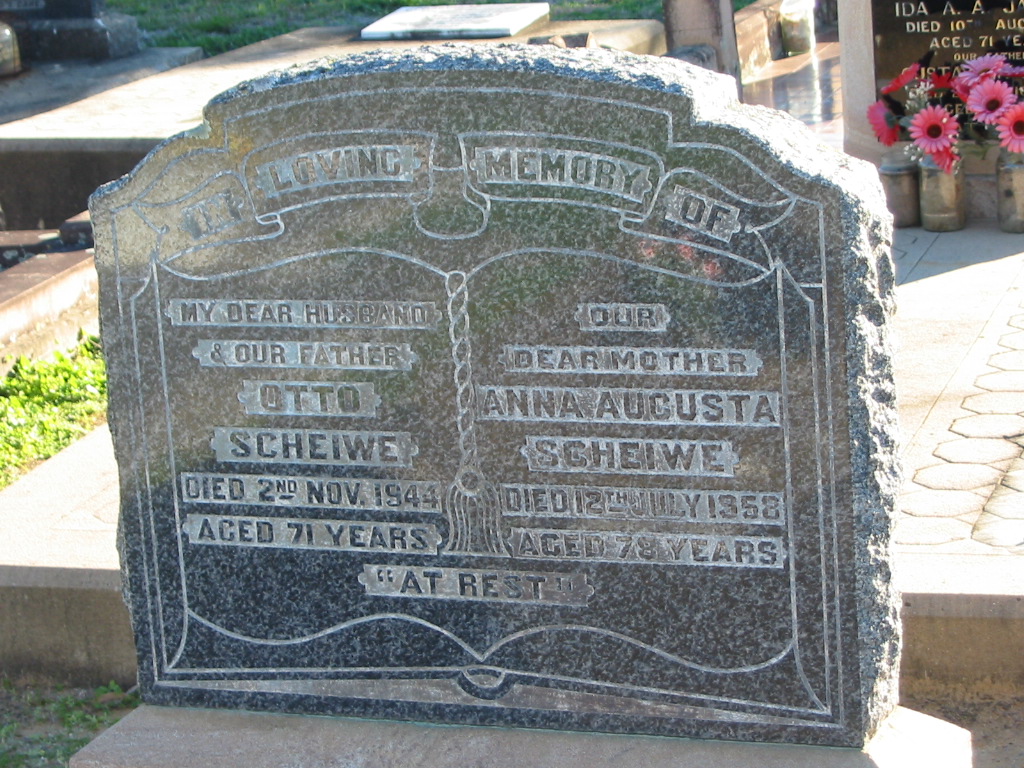 IN LOVING MEMORY OF
MY DEAR HUSBAND
& OUR FATHER
OTTO
SCHEIWE
DIED 2ND NOV. 1944
AGED 71 YEARS
OUR
DEAR MOTHER
ANNA AUGUSTA
SCHEIWE
DIED 12TH JULY 1958
AGED 78 YEARS
"AT REST"
IDA A. A.
DIED 10TH
AGED 71
OUR